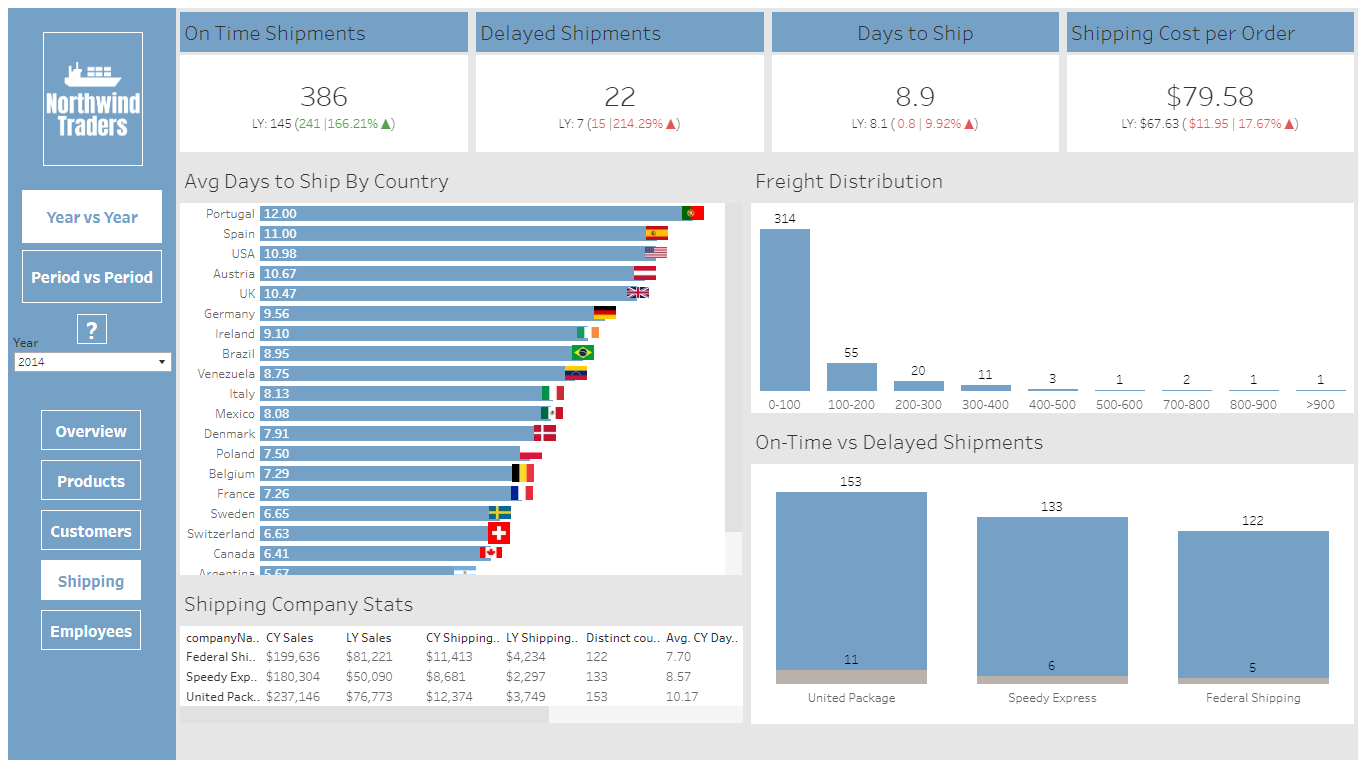 Northwind
Traders
Year vs Year
Period vs Period
?
Year
2014
Overview
Products
Customers
Shipping
Employees
On Time Shipments
386
LY: 145 (241 |166.21% ▲)
Delayed Shipments
22
LY: 7 (15 |214.29% ▲)
Days to Ship
8.9
LY: 8.1 ( 0.8 | 9.92% ▲)
Shipping Cost per Order
$79.58
LY: $67.63 ( $11.95 | 17.67% ▲)
Avg Days to Ship By Country
Portugal 12.00
Spain 11.00
USA 10.98
Austria 10.67
UK 10.47
Germany 9.56
Ireland 9.10
Brazil 8.95
Venezuela 8.75
Italy 8.13
Mexico 8.08
Denmark 7.91
Poland 7.50
Belgium 7.29
France 7.26
Sweden 6.65
Switzerland 6.63
Canada 6.41
Argentina 5.67
Shipping Company Stats
companyNa.. CY Sales LY Sales CY Shipping.. LY Shipping.. Distinct cou.. Avg. CY Day..
Federal Shi.. $199,636 $81,221 $11,413 $4,234 122 7.70
Speedy Exp.. $180,304 $50,090 $8,681 $2,297 133 8.57
United Pack.. $237,146 $76,773 $12,374 $3,749 153 10.17
Freight Distribution
314 55 20 11 3 1 2 1 1
0-100 100-200 200-300 300-400 400-500 500-600 700-800 800-900 >900
On-Time vs Delayed Shipments
153 133 122
11 6 5
United Package Speedy Express Federal Shipping